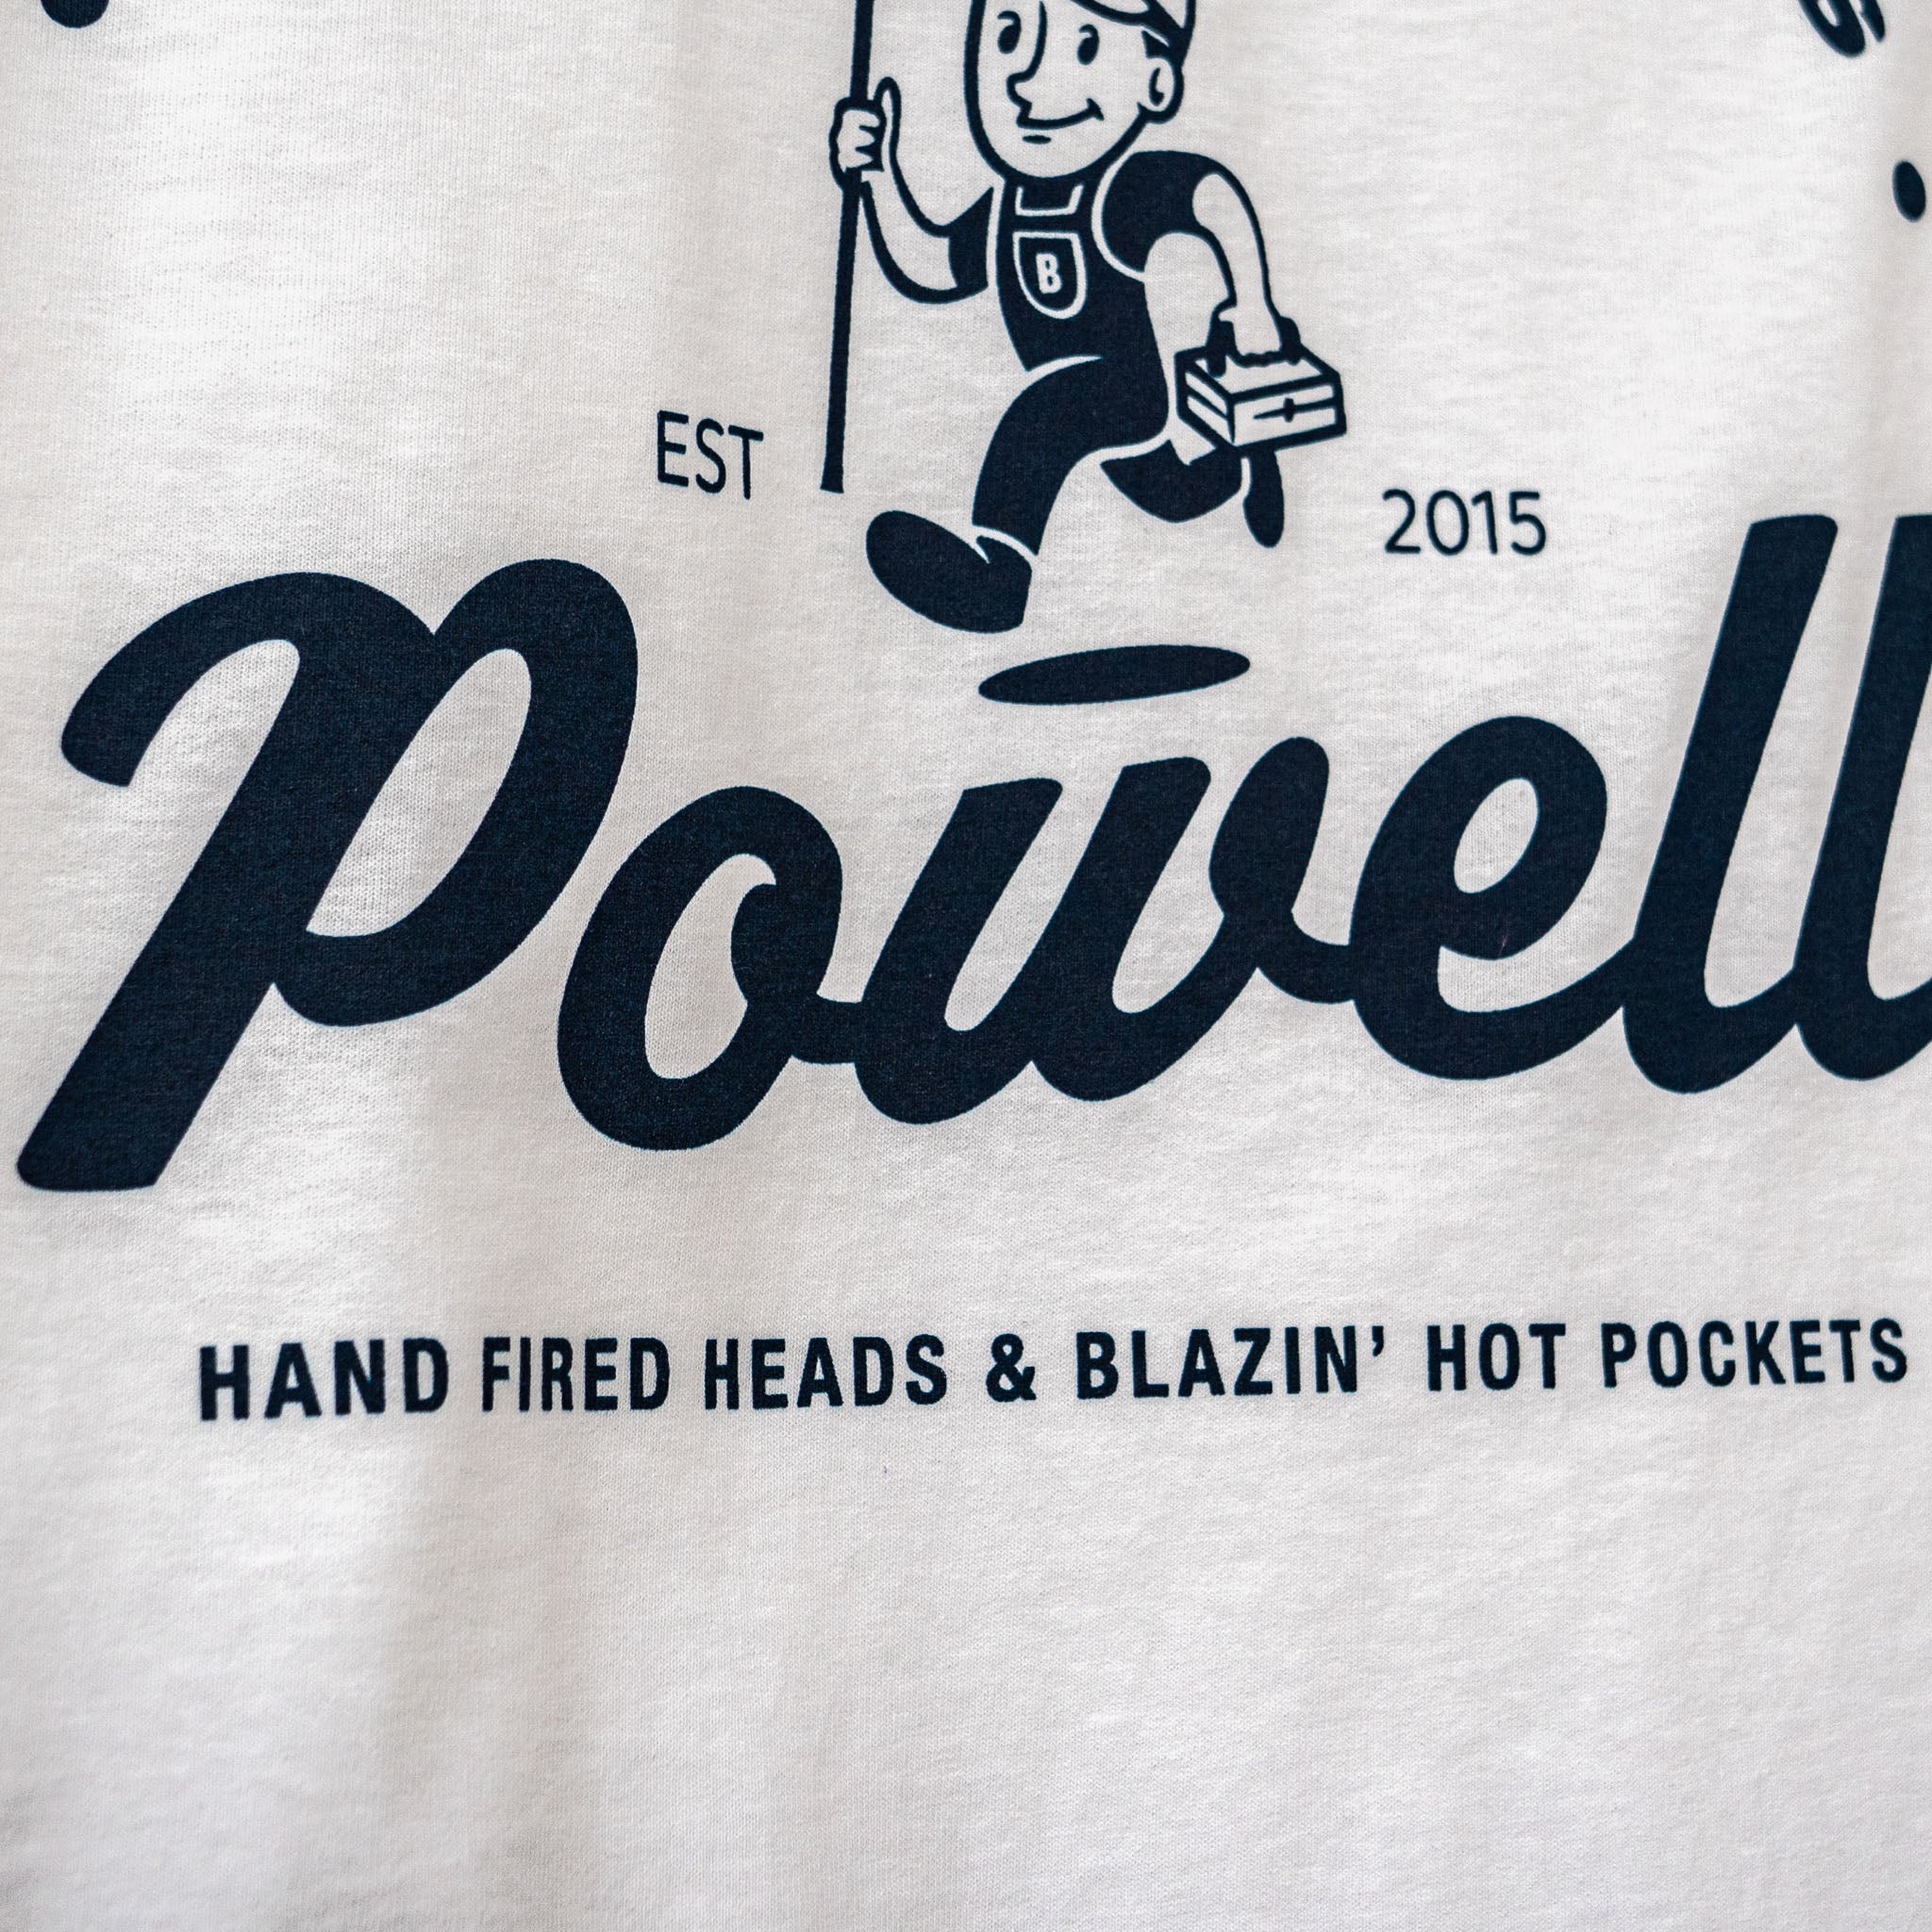 B
EST
2015
Powell
HAND FIRED HEADS & BLAZIN’ HOT POCKETS